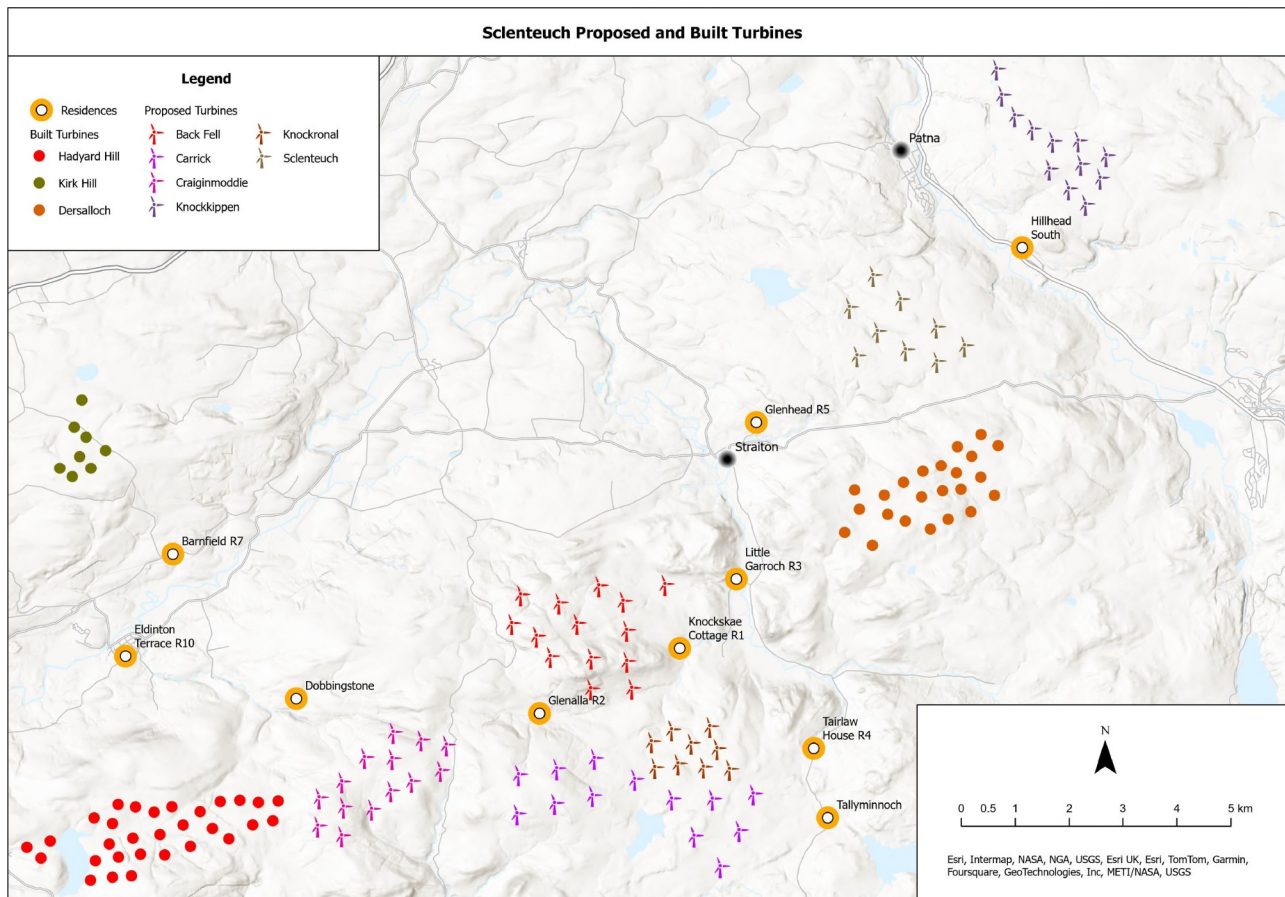 Sclenteuch Proposed and Built Turbines
Legend
Residences
Built Turbines
Hadyard Hill
Kirk Hill
Dersalloch
Proposed Turbines
Back Fell
Carrick
Craiginmoddie
Knockkippen
Knockronal
Sclenteuch
Patna
Hillhead
South
Glenhead R5
Straiton
Barnfield R7
Little
Garroch R3
Eldinton
Terrace R10
Knockskae
Cottage R1
Dobbingstone
Glenalla R2
Tairlaw
House R4
Tallyminnoch
N
0 0.5 1 2 3 4 5 km
Esri, Intermap, NASA, NGA, USGS, Esri UK, Esri, TomTom, Garmin,
Foursquare, GeoTechnologies, Inc, METI/NASA, USGS